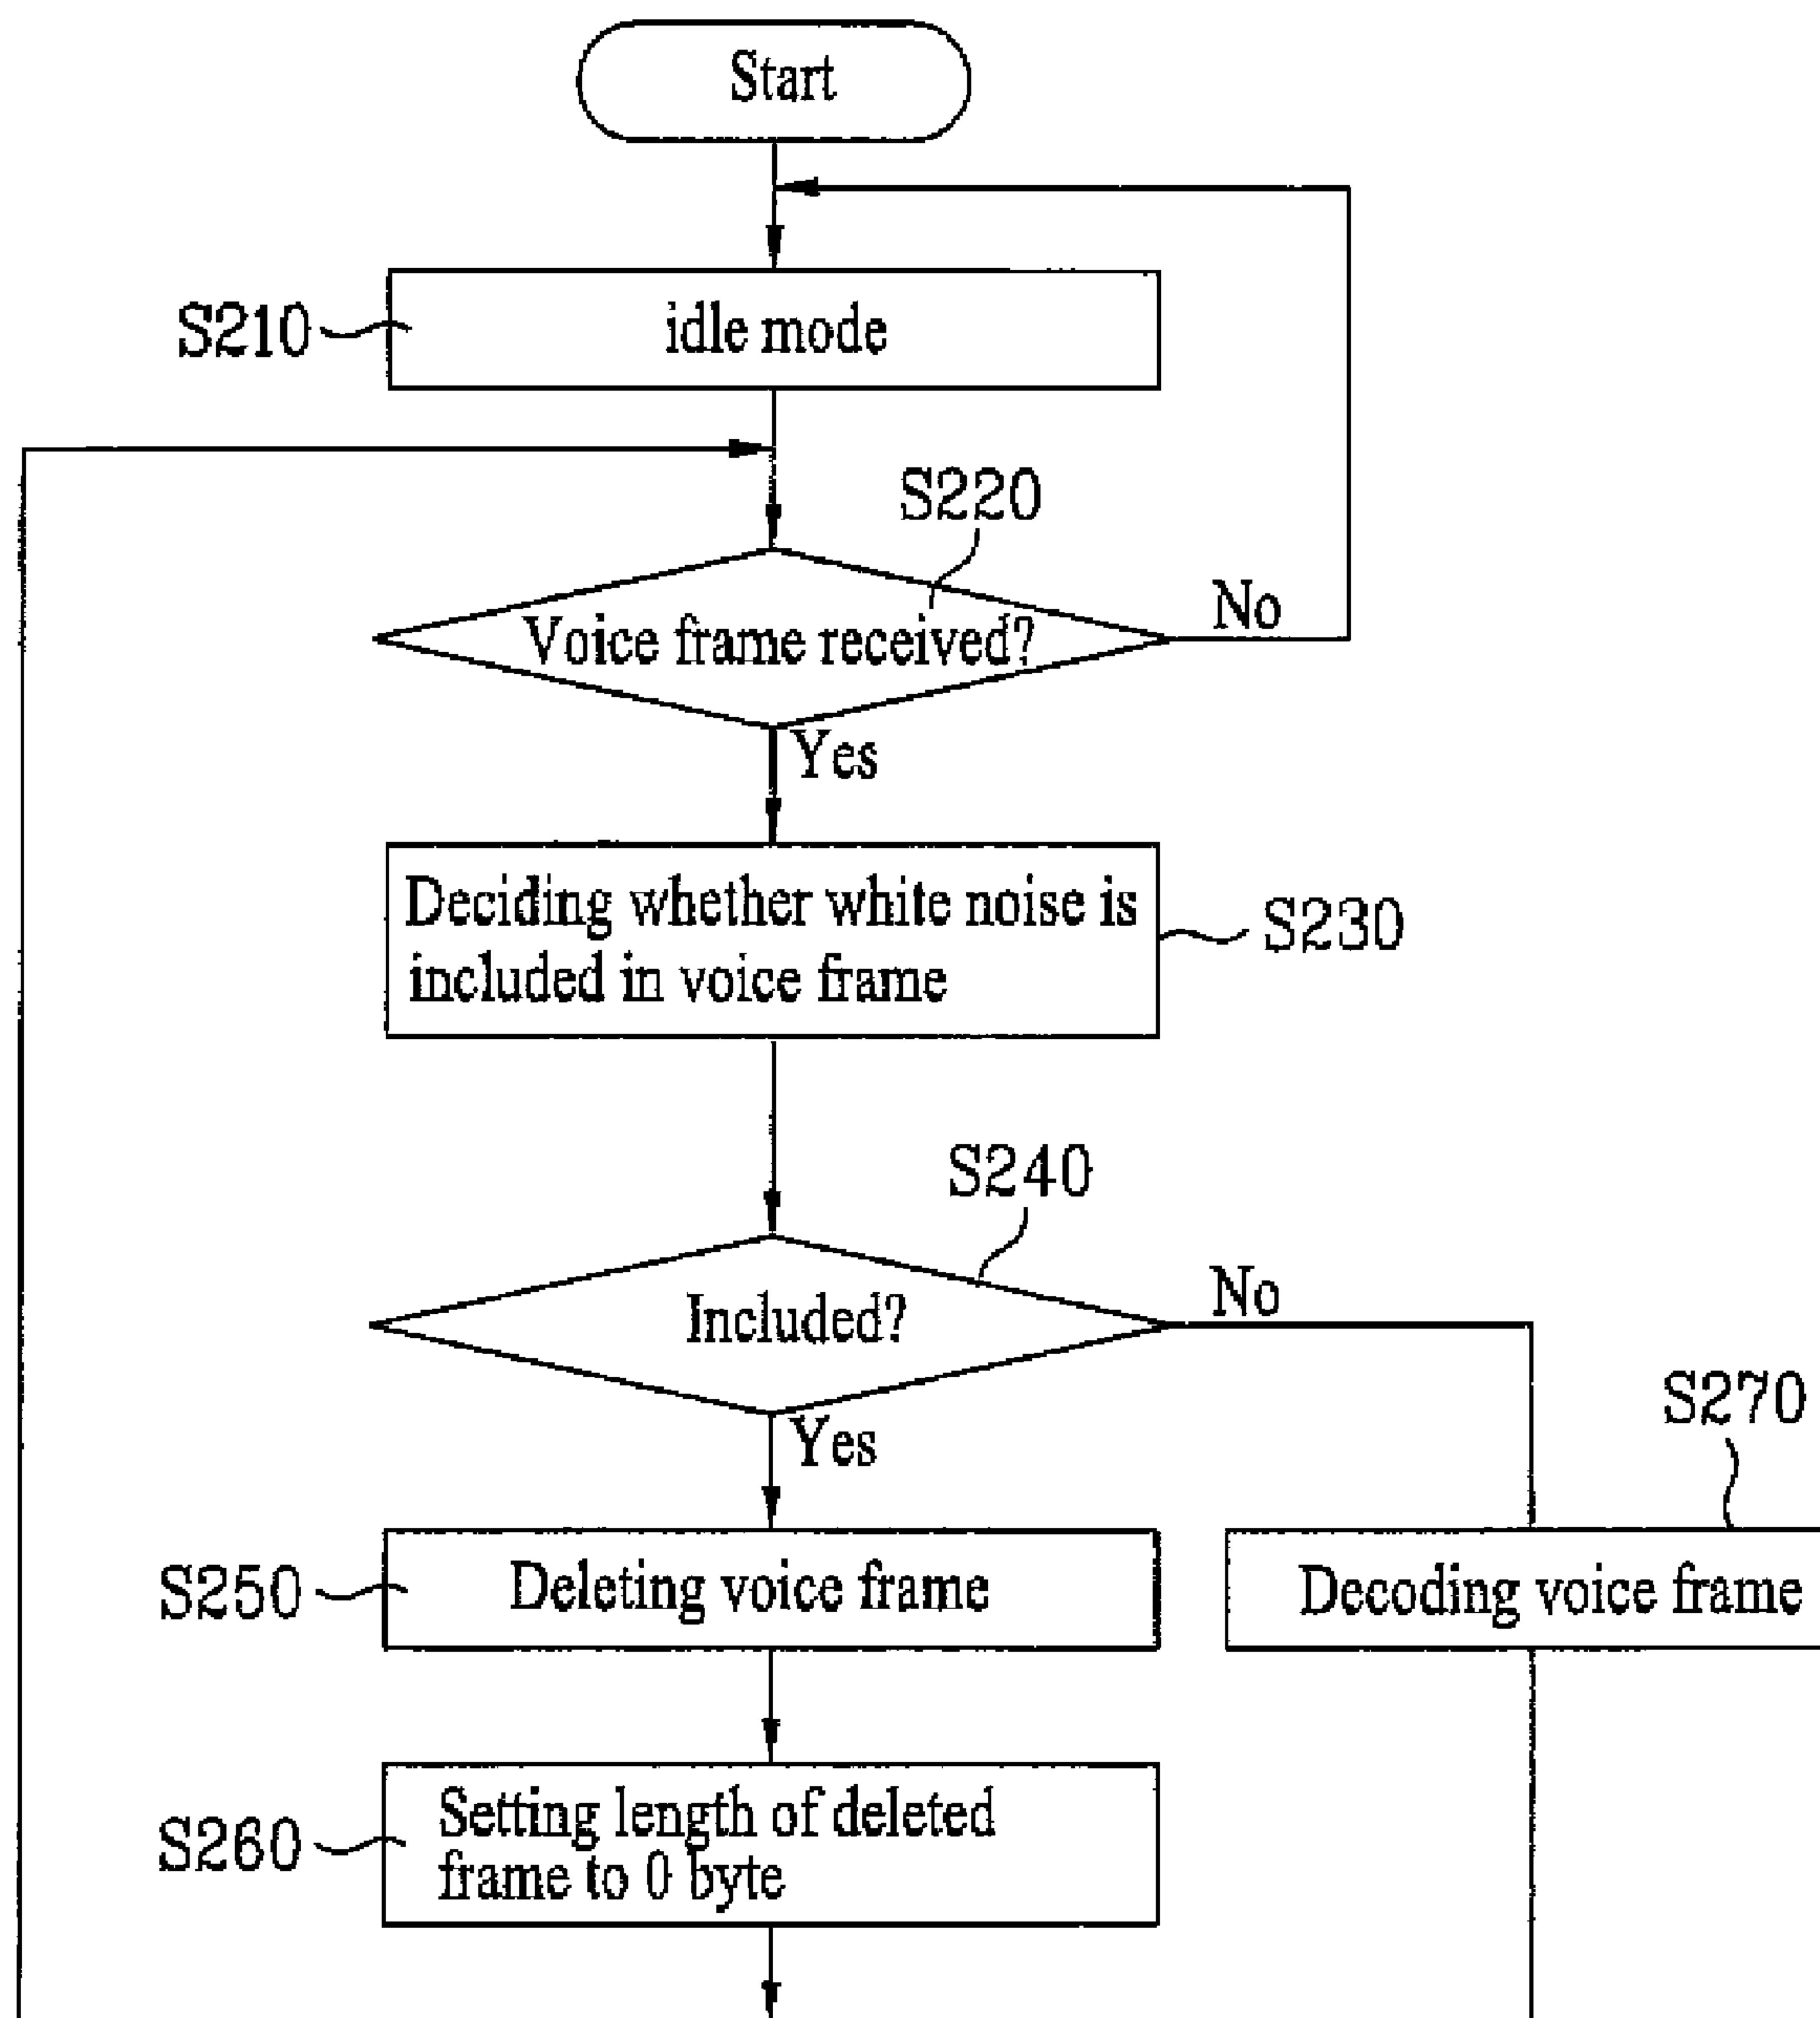 Start
S210
idle mode
S220
Voice frame received?
No
Yes
Deciding whether white noise is
included in voice frame
S230
S240
Included?
No
Yes
S270
S250
Deleting voice frame
Decoding voice frame
S260
Setting length of deleted
frame to 0 byte